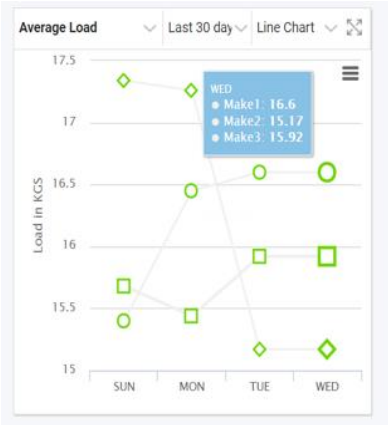 Average Load Last 30 day Line Chart
17.5
WED
Make1: 16.6
Make2: 15.17
Make3: 15.92
17
16.5
Load in KGS
16
15.5
15
SUN MON TUE WED